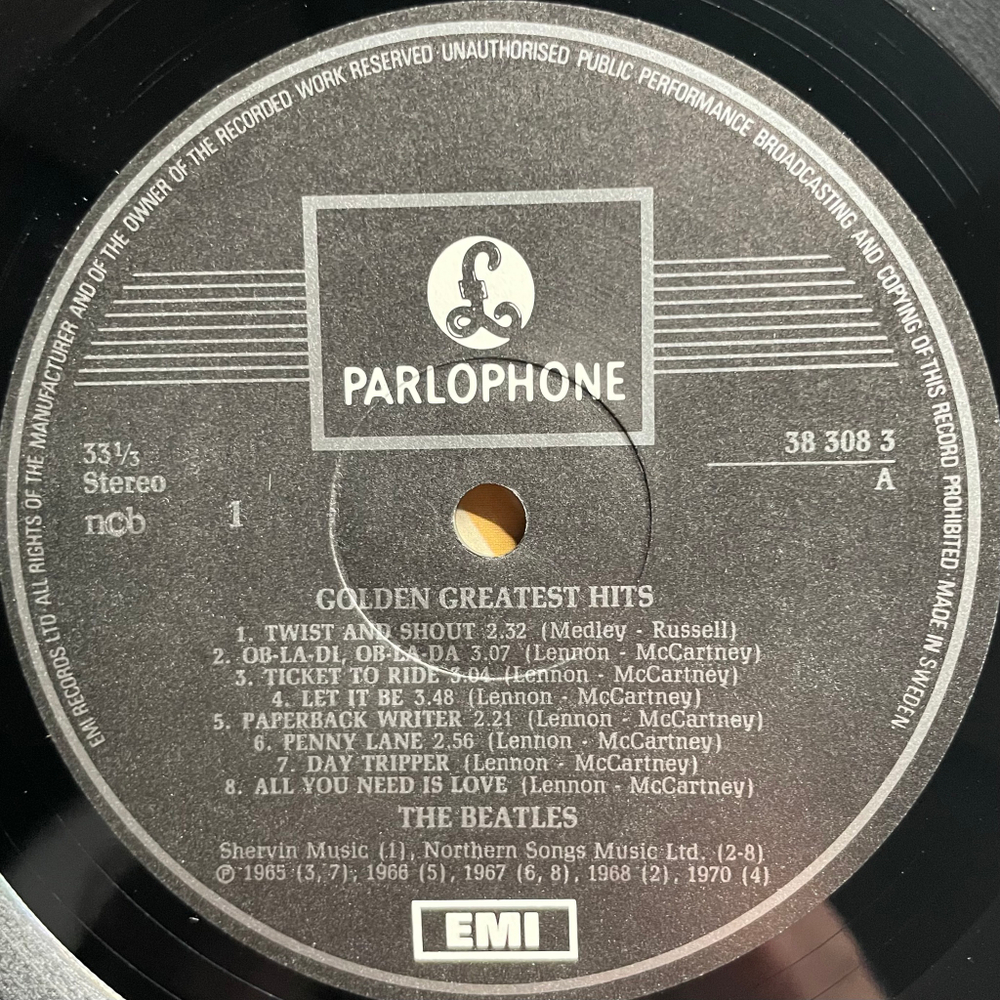 EMI RECORDS LTD ALL RIGHTS OF THE MANUFACTURER AND OF THE OWNER OF THE RECORDED WORK RESERVED UNAUTHORISED PUBLIC PERFORMANCE BROADCASTING AND COPYING OF THIS RECORD PROHIBITED MADE IN SWEDEN
£
PARLOPHONE
33⅓
Stereo
ncb
1
38 308 3
A
GOLDEN GREATEST HITS
1. TWIST AND SHOUT 2.32 (Medley - Russell)
2. OB-LA-DI, OB-LA-DA 3.07 (Lennon - McCartney)
3. TICKET TO RIDE 3.04 (Lennon - McCartney)
4. LET IT BE 3.48 (Lennon - McCartney)
5. PAPERBACK WRITER 2.21 (Lennon - McCartney)
6. PENNY LANE 2.56 (Lennon - McCartney)
7. DAY TRIPPER (Lennon - McCartney)
8. ALL YOU NEED IS LOVE (Lennon - McCartney)
THE BEATLES
Shervin Music (1), Northern Songs Music Ltd. (2-8)
℗ 1965 (3, 7); 1966 (5), 1967 (6, 8), 1968 (2), 1970 (4)
EMI